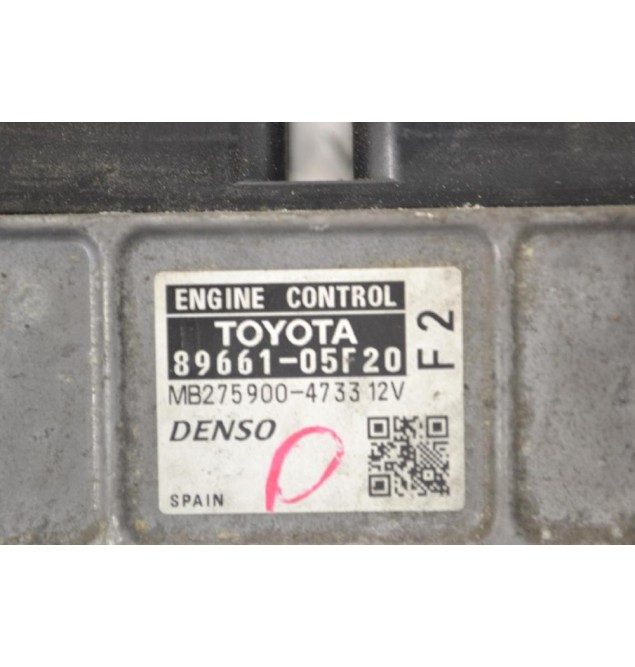 ENGINE CONTROL
TOYOTA
89661-05F20
F2
MB275900-4733 12V
DENSO
SPAIN